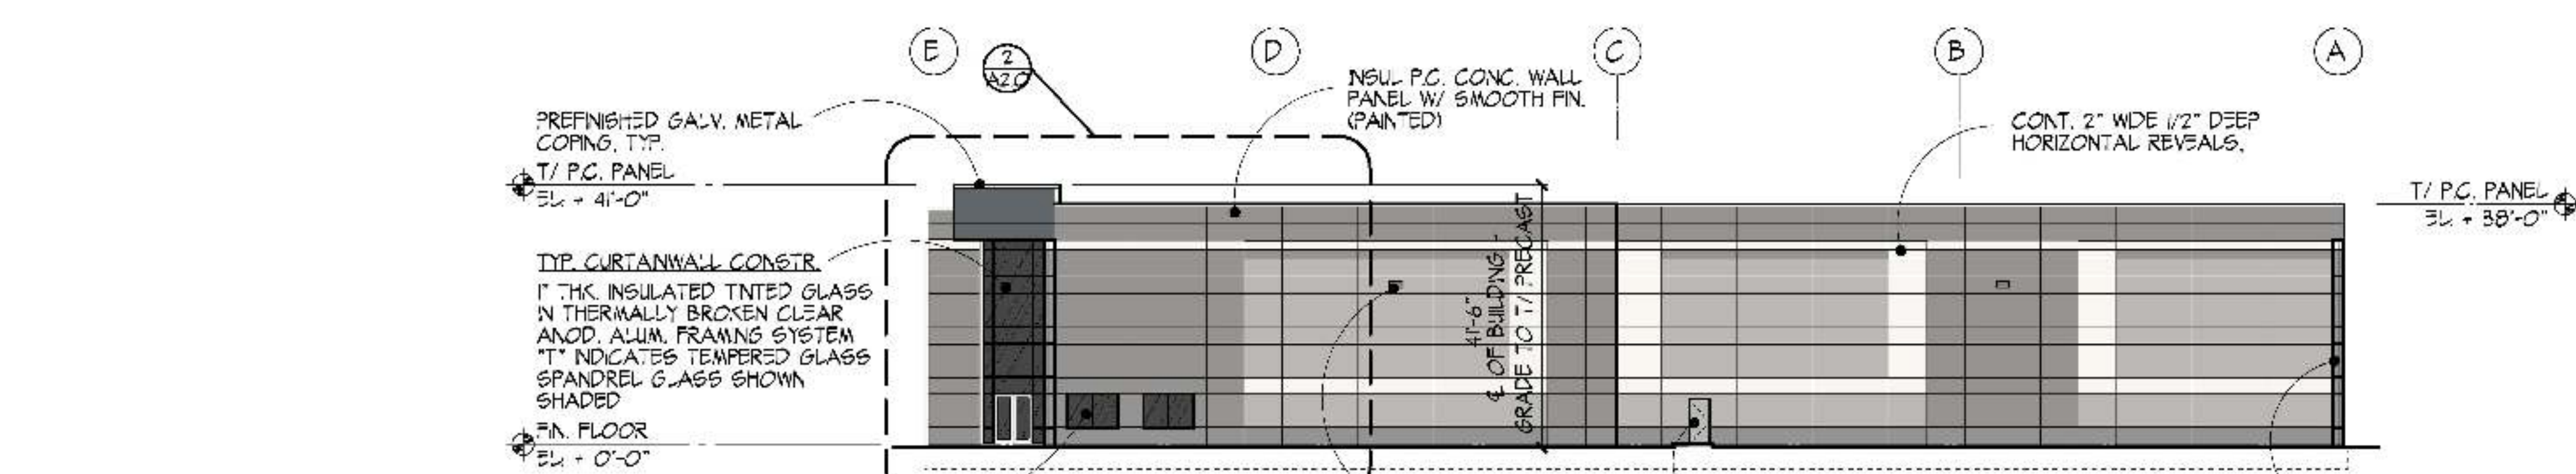 E
2
A2.0
D
C
B
A
INSUL P.C. CONC. WALL
PANEL W/ SMOOTH FIN.
(PAINTED)
PREFINISHED GALV. METAL
COPING, TYP.
CONT. 2" WIDE 1/2" DEEP
HORIZONTAL REVEALS,
T/ P.C. PANEL
EL. + 41'-0"
T/ P.C. PANEL
EL. + 38'-0"
TYP. CURTANWALL CONSTR.
1" THK. INSULATED TINTED GLASS
IN THERMALLY BROKEN CLEAR
ANOD. ALUM. FRAMING SYSTEM
"T" INDICATES TEMPERED GLASS
SPANDREL GLASS SHOWN
SHADED
41'-6"
℄ OF BUILDING -
GRADE TO T/ PRECAST
FIN. FLOOR
EL. + 0'-0"